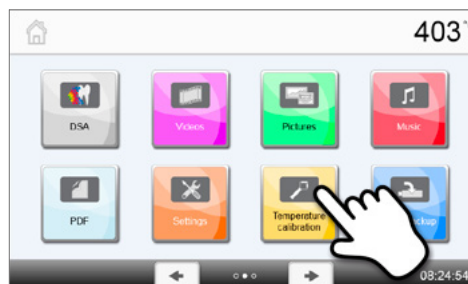 403°
DSA
Videos
Pictures
Music
PDF
Settings
Temperature
calibration
08:24:54